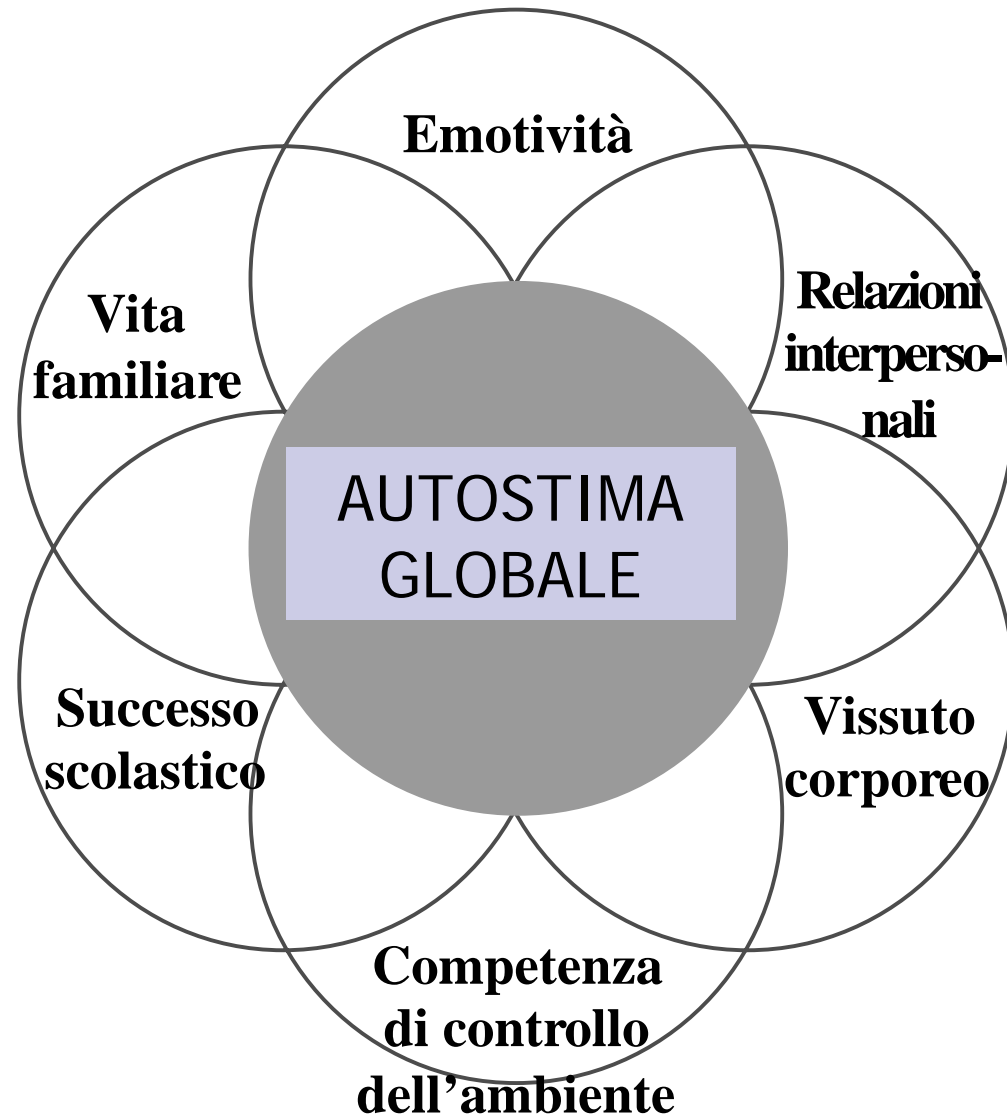 Emotività
Relazioni
interperso-
nali
Vita
familiare
AUTOSTIMA
GLOBALE
Successo
scolastico
Vissuto
corporeo
Competenza
di controllo
dell’ambiente